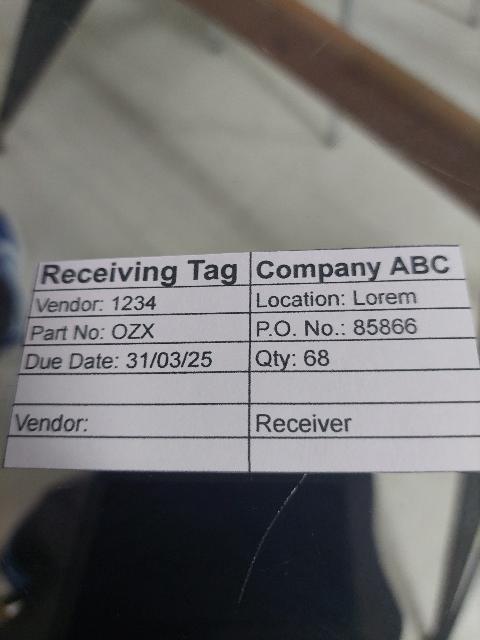 Receiving Tag Company ABC
Vendor: 1234 Location: Lorem
Part No: OZX P.O. No.: 85866
Due Date: 31/03/25 Qty: 68
Vendor: Receiver